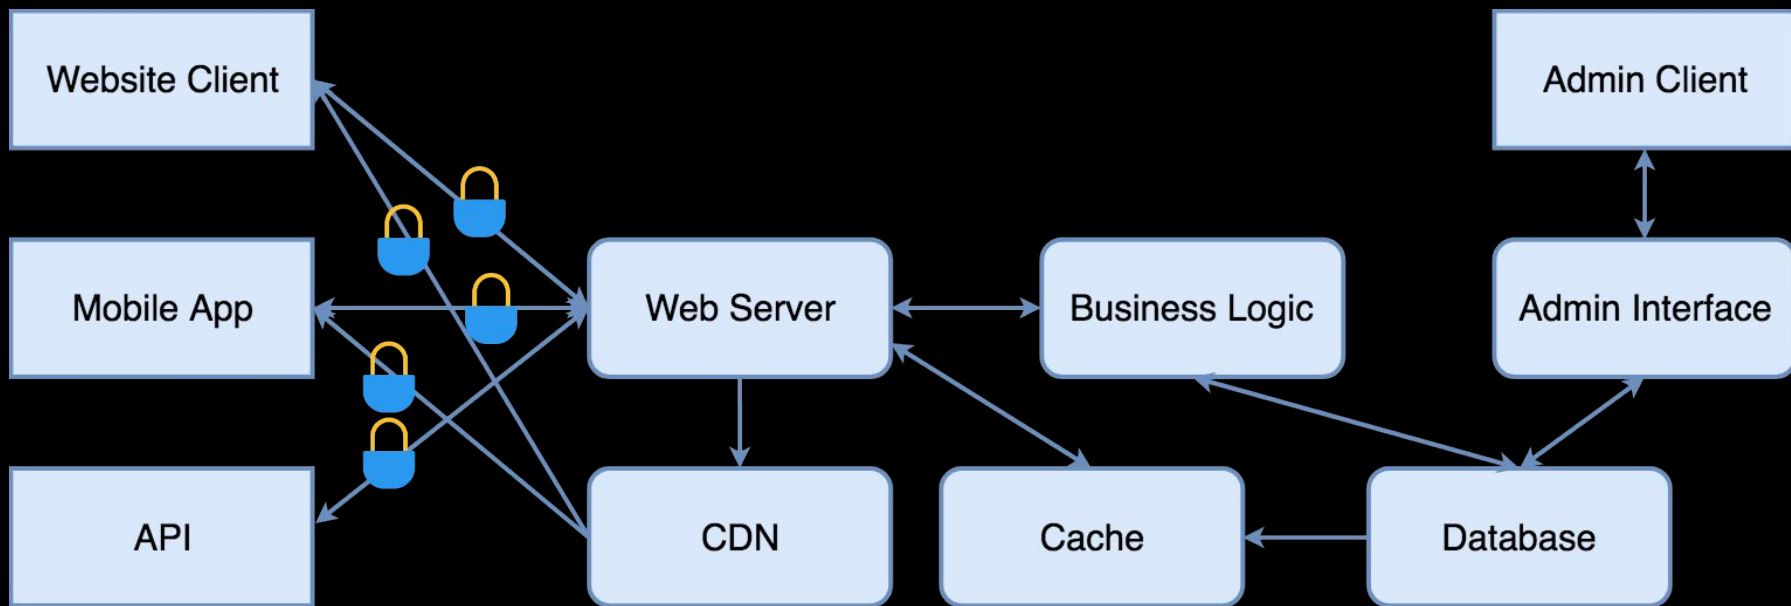 Website Client
Admin Client
Mobile App
Web Server
Business Logic
Admin Interface
API
CDN
Cache
Database